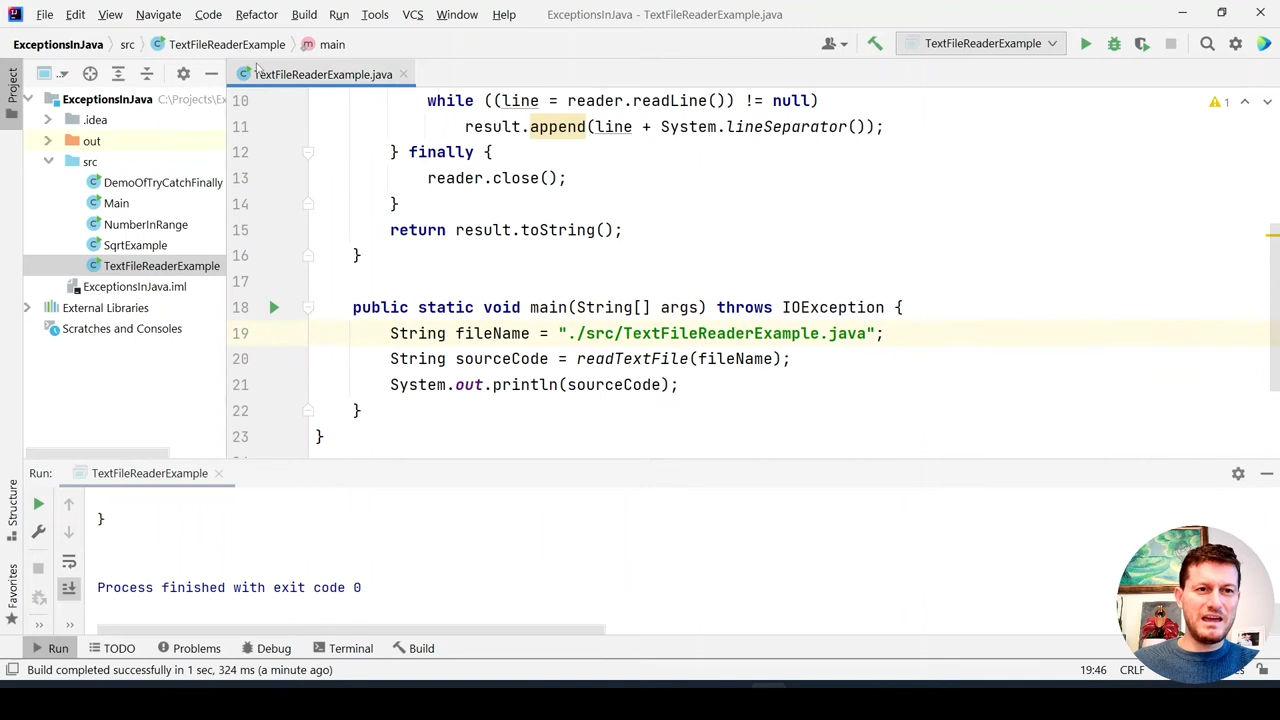 File Edit View Navigate Code Refactor Build Run Tools VCS Window Help ExceptionsInJava - TextFileReaderExample.java
ExceptionsInJava src TextFileReaderExample main TextFileReaderExample
Project
TextFileReaderExample.java
ExceptionsInJava C:\Projects\Ex
.idea
out
src
DemoOfTryCatchFinally
Main
NumberInRange
SqrtExample
TextFileReaderExample
ExceptionsInJava.iml
External Libraries
Scratches and Consoles
1
10 while ((line = reader.readLine()) != null)
11 result.append(line + System.lineSeparator());
12 } finally {
13 reader.close();
14 }
15 return result.toString();
16 }
17
18 public static void main(String[] args) throws IOException {
19 String fileName = "./src/TextFileReaderExample.java";
20 String sourceCode = readTextFile(fileName);
21 System.out.println(sourceCode);
22 }
23 }
Run: TextFileReaderExample
}
Process finished with exit code 0
Structure
Favorites
Run TODO Problems Debug Terminal Build
Build completed successfully in 1 sec, 324 ms (a minute ago) 19:46 CRLF